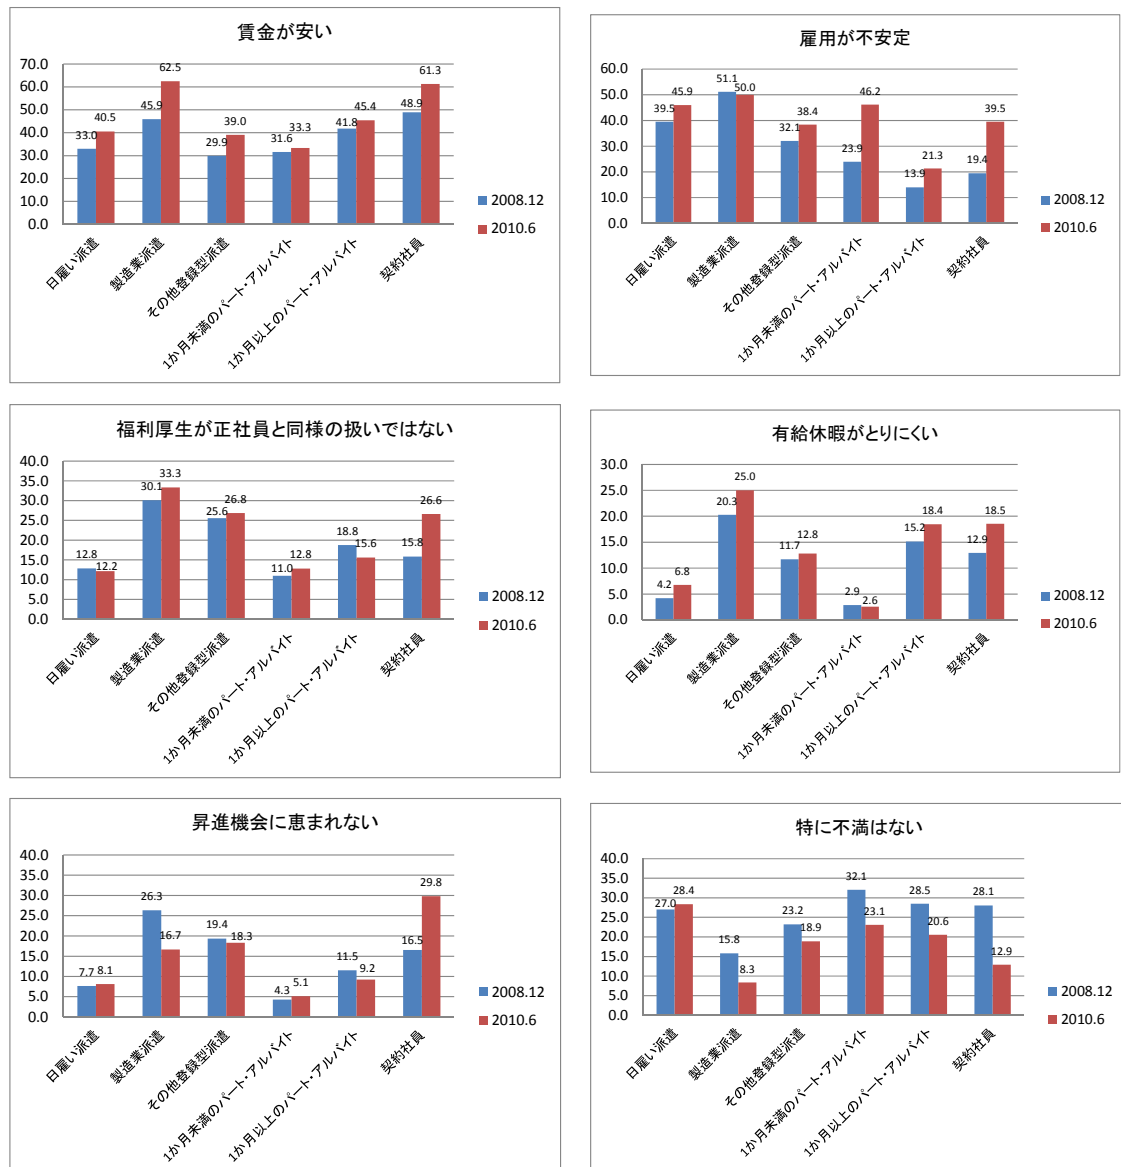 賃金が安い
70.0
60.0
50.0
40.0
30.0
20.0
10.0
0.0
33.0 40.5 45.9 62.5 29.9 39.0 31.6 33.3 41.8 45.4 48.9 61.3
日雇い派遣
製造業派遣
その他登録型派遣
1か月未満のパート・アルバイト
1か月以上のパート・アルバイト
契約社員
2008.12
2010.6
雇用が不安定
60.0
50.0
40.0
30.0
20.0
10.0
0.0
39.5 45.9 51.1 50.0 32.1 38.4 23.9 46.2 13.9 21.3 19.4 39.5
日雇い派遣
製造業派遣
その他登録型派遣
1か月未満のパート・アルバイト
1か月以上のパート・アルバイト
契約社員
2008.12
2010.6
福利厚生が正社員と同様の扱いではない
40.0
35.0
30.0
25.0
20.0
15.0
10.0
5.0
0.0
12.8 12.2 30.1 33.3 25.6 26.8 11.0 12.8 18.8 15.6 15.8 26.6
日雇い派遣
製造業派遣
その他登録型派遣
1か月未満のパート・アルバイト
1か月以上のパート・アルバイト
契約社員
2008.12
2010.6
有給休暇がとりにくい
30.0
25.0
20.0
15.0
10.0
5.0
0.0
4.2 6.8 20.3 25.0 11.7 12.8 2.9 2.6 15.2 18.4 12.9 18.5
日雇い派遣
製造業派遣
その他登録型派遣
1か月未満のパート・アルバイト
1か月以上のパート・アルバイト
契約社員
2008.12
2010.6
昇進機会に恵まれない
40.0
35.0
30.0
25.0
20.0
15.0
10.0
5.0
0.0
7.7 8.1 26.3 16.7 19.4 18.3 4.3 5.1 11.5 9.2 16.5 29.8
日雇い派遣
製造業派遣
その他登録型派遣
1か月未満のパート・アルバイト
1か月以上のパート・アルバイト
契約社員
2008.12
2010.6
特に不満はない
40.0
35.0
30.0
25.0
20.0
15.0
10.0
5.0
0.0
27.0 28.4 15.8 8.3 23.2 18.9 32.1 23.1 28.5 20.6 28.1 12.9
日雇い派遣
製造業派遣
その他登録型派遣
1か月未満のパート・アルバイト
1か月以上のパート・アルバイト
契約社員
2008.12
2010.6